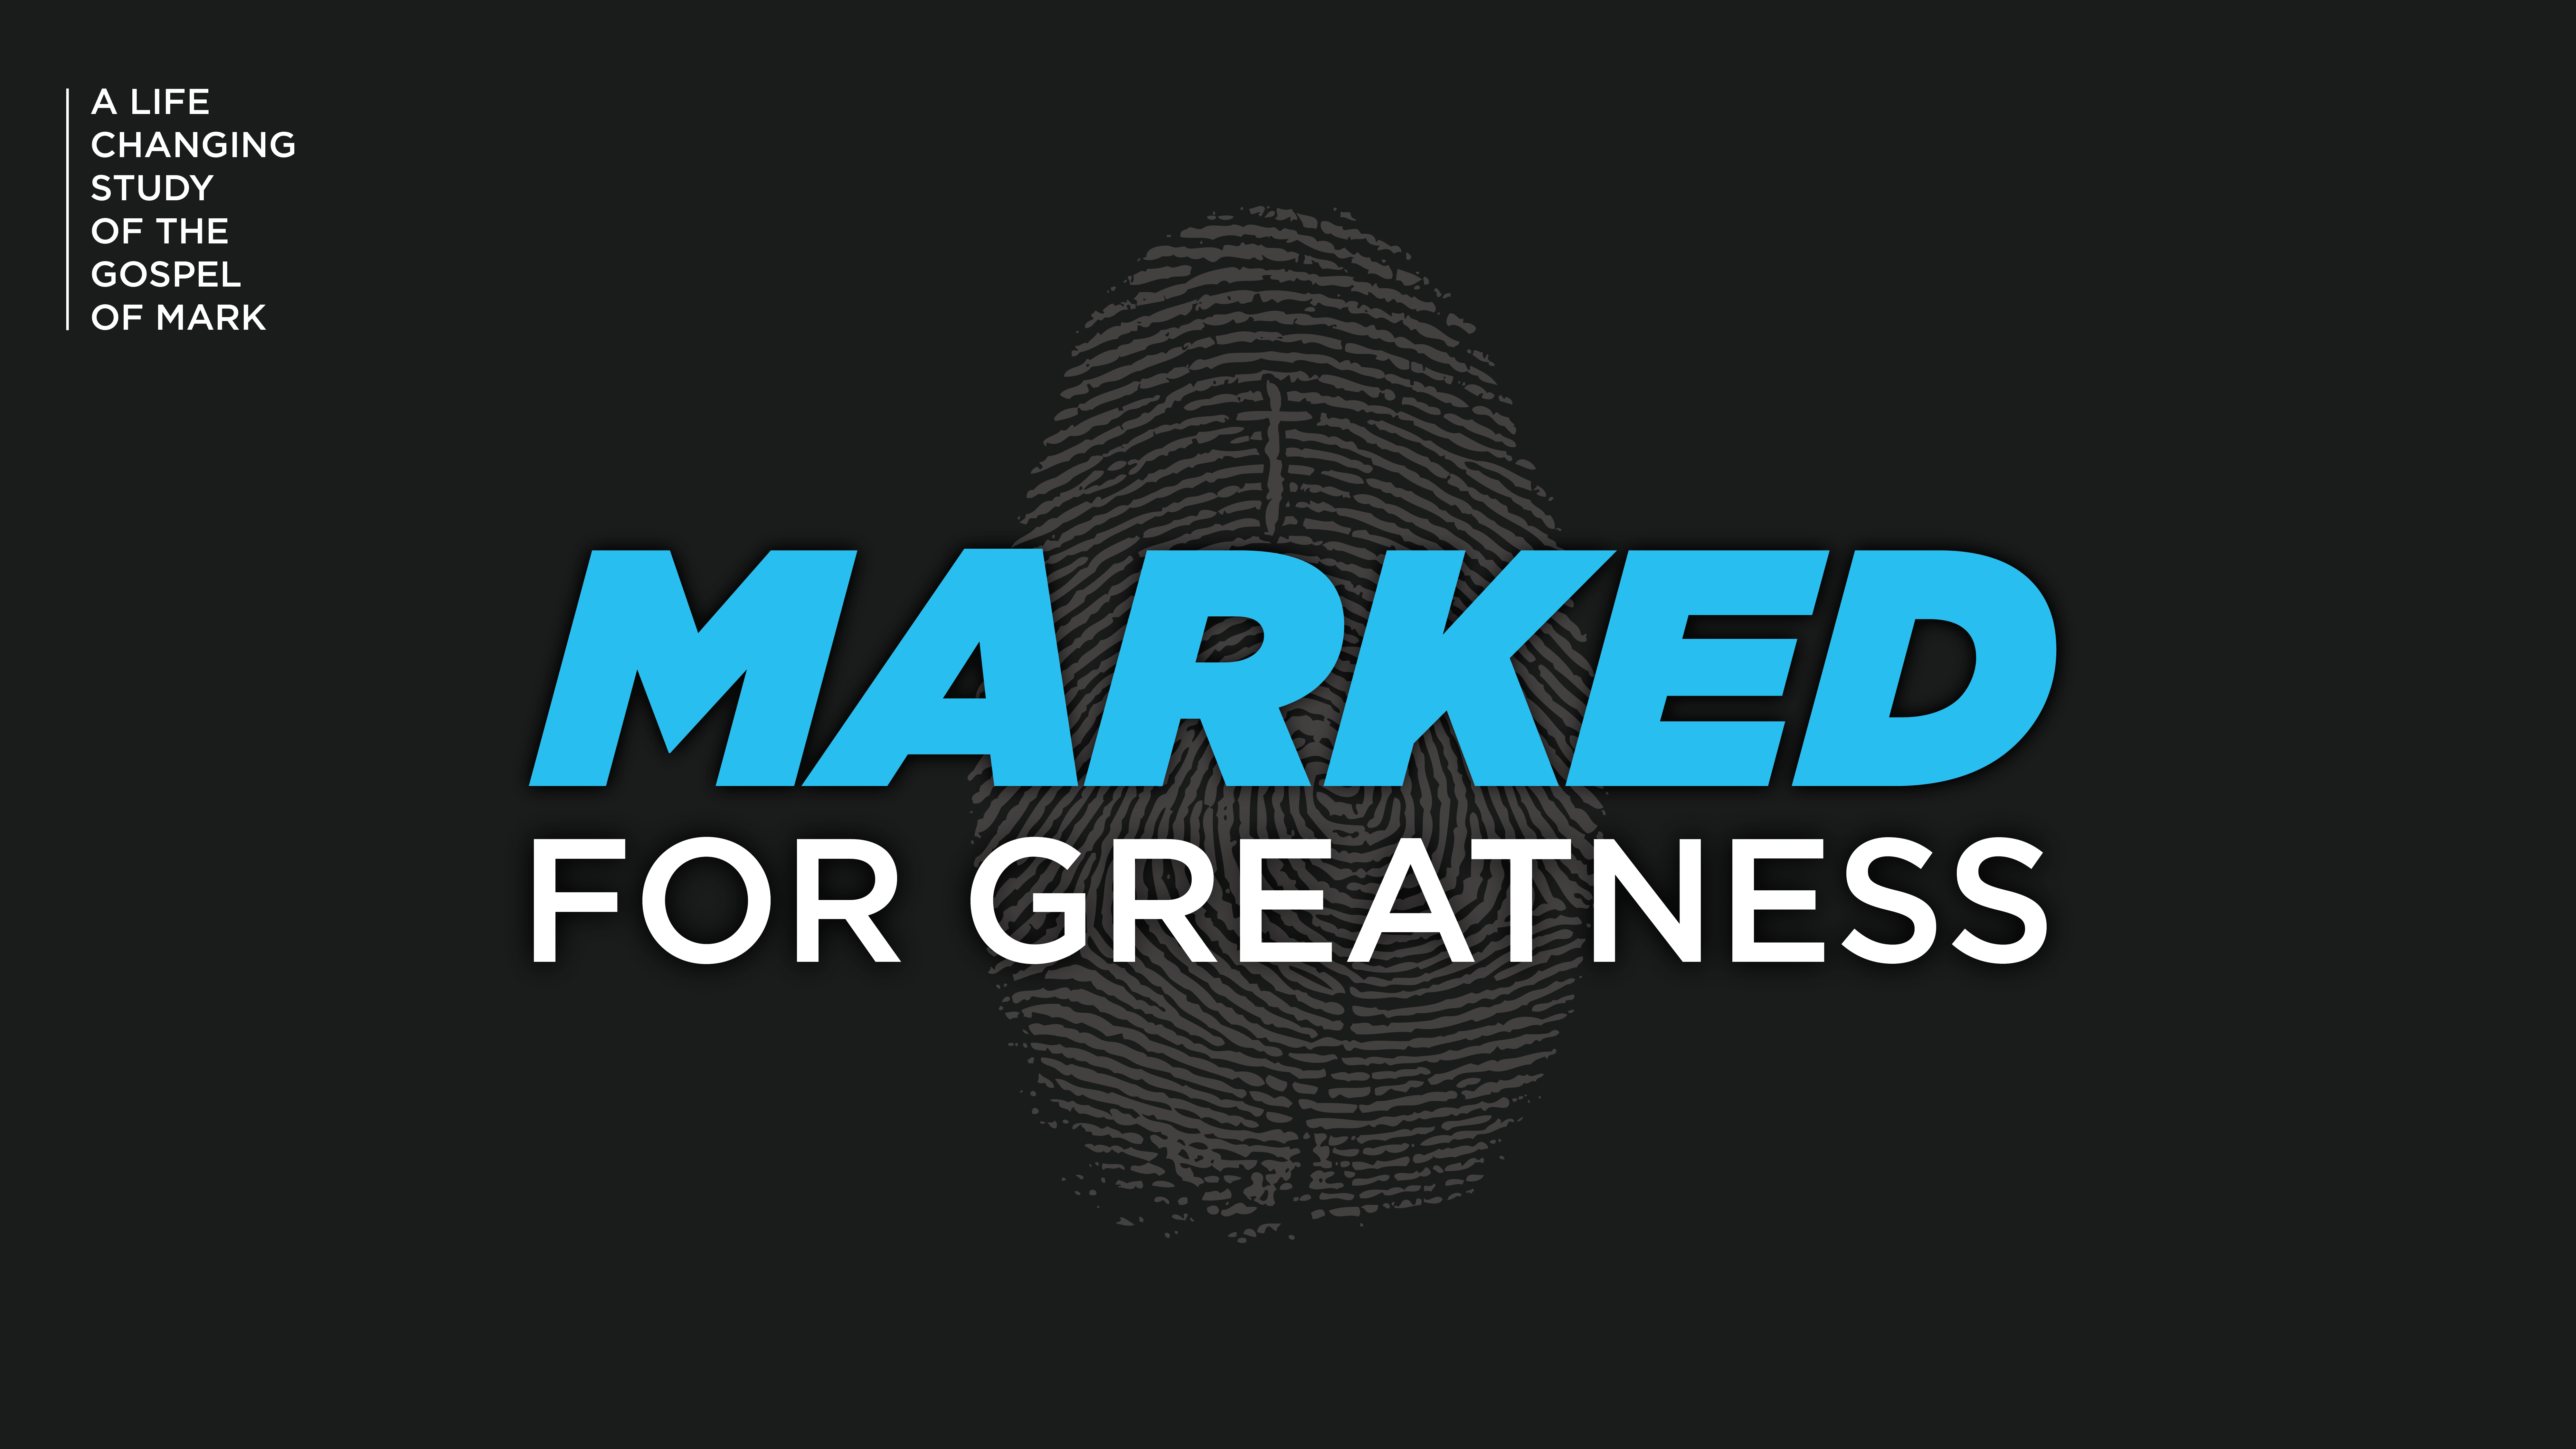 A LIFE
CHANGING
STUDY
OF THE
GOSPEL
OF MARK
MARKED
FOR GREATNESS